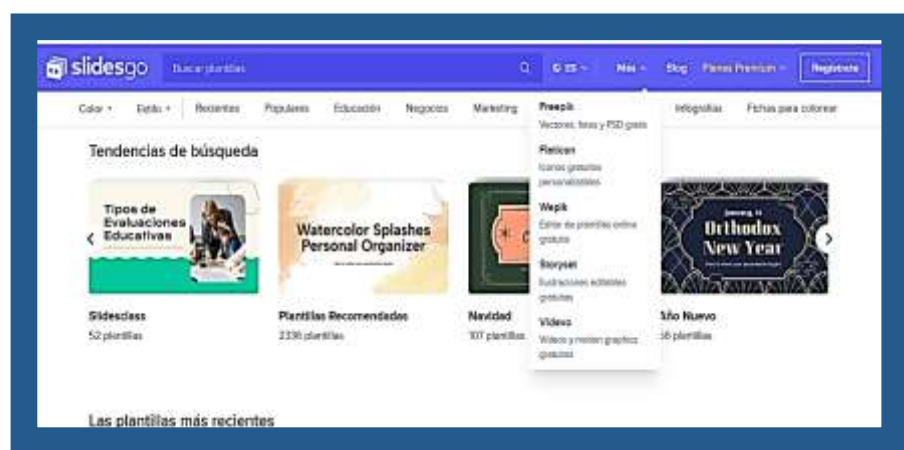 slidesgo
Buscar plantillas
ES
Más
Blog
Planes Premium
Regístrate
Color
Estilo
Recientes
Populares
Educación
Negocios
Marketing
Infografías
Fichas para colorear
Freepik
Vectores, fotos y PSD gratis
Flaticon
Iconos gratuitos
personalizables
Wepik
Editor de plantillas online
gratuito
Storyset
Ilustraciones editables
gratuitas
Videvo
Vídeos y motion graphics
gratuitos
Tendencias de búsqueda
Tipos de
Evaluaciones
Educativas
Slidesclass
52 plantillas
Watercolor Splashes
Personal Organizer
Plantillas Recomendadas
2336 plantillas
Navidad
107 plantillas
Orthodox
New Year
Año Nuevo
plantillas
Las plantillas más recientes